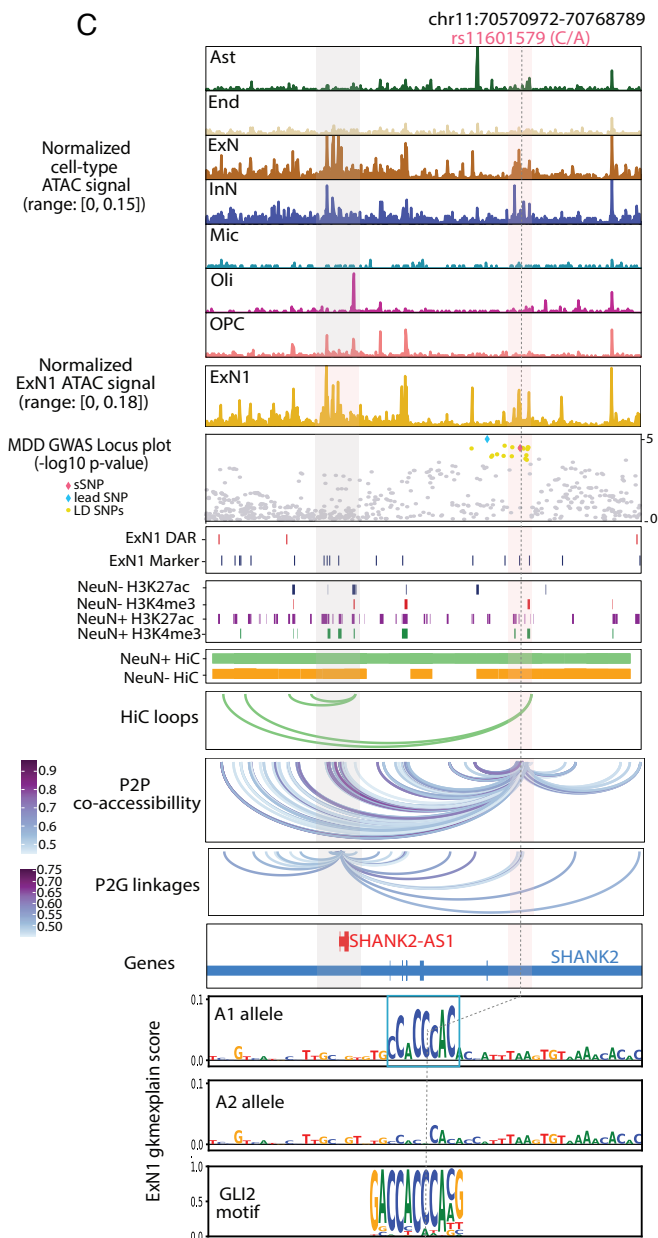 C
chr11:70570972-70768789
rs11601579 (C/A)
Normalized
cell-type
ATAC signal
(range: [0, 0.15])
Ast
End
ExN
InN
Mic
Oli
OPC
Normalized
ExN1 ATAC signal
(range: [0, 0.18])
ExN1
MDD GWAS Locus plot
(-log10 p-value)
sSNP
lead SNP
LD SNPs
5
0
ExN1 DAR
ExN1 Marker
NeuN- H3K27ac
NeuN- H3K4me3
NeuN+ H3K27ac
NeuN+ H3K4me3
NeuN+ HiC
NeuN- HiC
HiC loops
0.9
0.8
0.7
0.6
0.5
P2P
co-accessibillity
0.75
0.70
0.65
0.60
0.55
0.50
P2G linkages
Genes
SHANK2-AS1
SHANK2
ExN1 gkmexplain score
0.1
0.0
A1 allele
0.1
0.0
A2 allele
1.0
0.5
0.0
GLI2
motif
GACCACCCAC